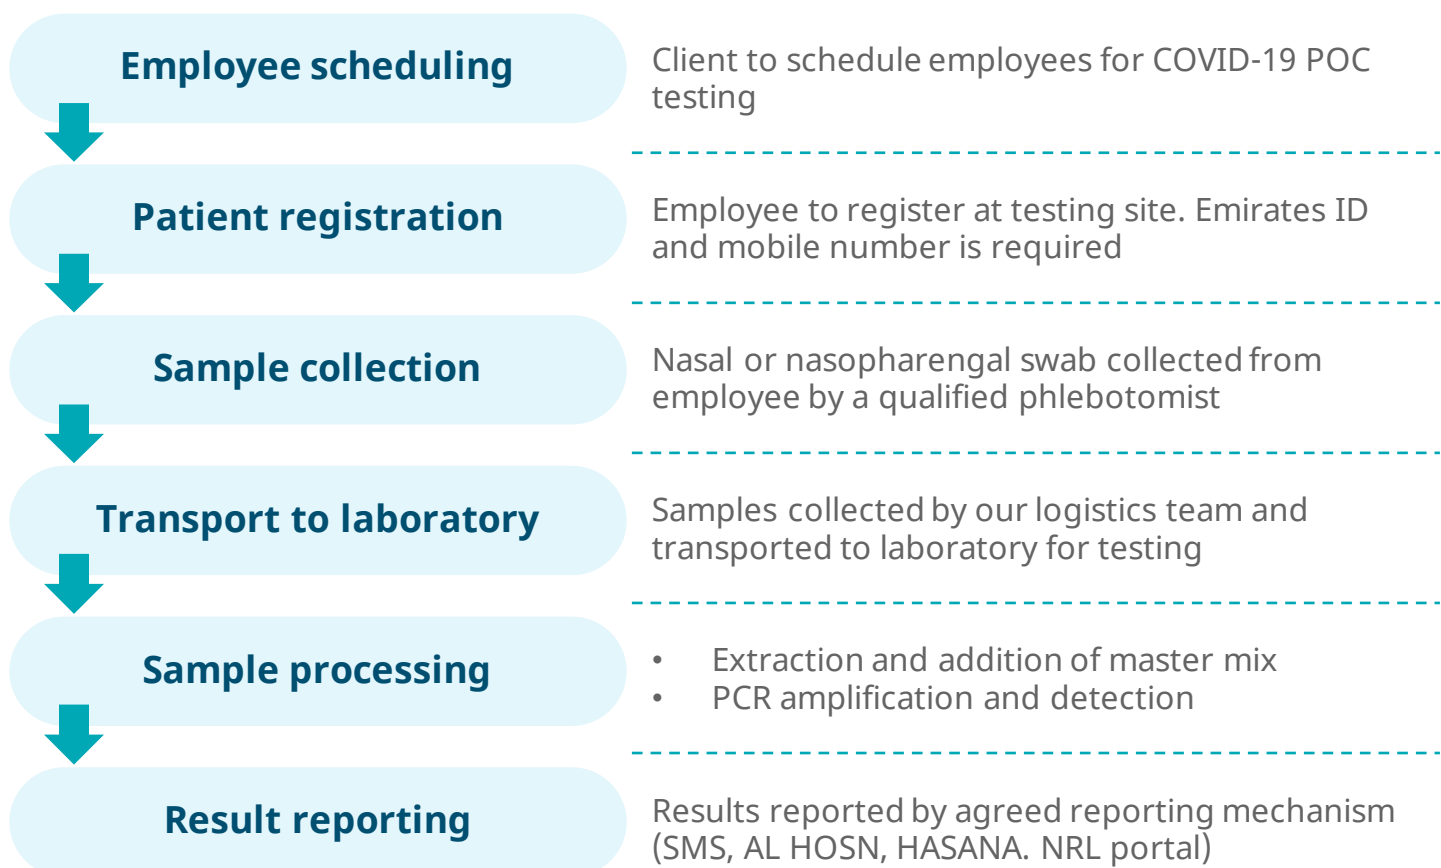 Employee scheduling
Client to schedule employees for COVID-19 POC
testing
Patient registration
Employee to register at testing site. Emirates ID
and mobile number is required
Sample collection
Nasal or nasopharengal swab collected from
employee by a qualified phlebotomist
Transport to laboratory
Samples collected by our logistics team and
transported to laboratory for testing
Sample processing
• Extraction and addition of master mix
• PCR amplification and detection
Result reporting
Results reported by agreed reporting mechanism
(SMS, AL HOSN, HASANA. NRL portal)